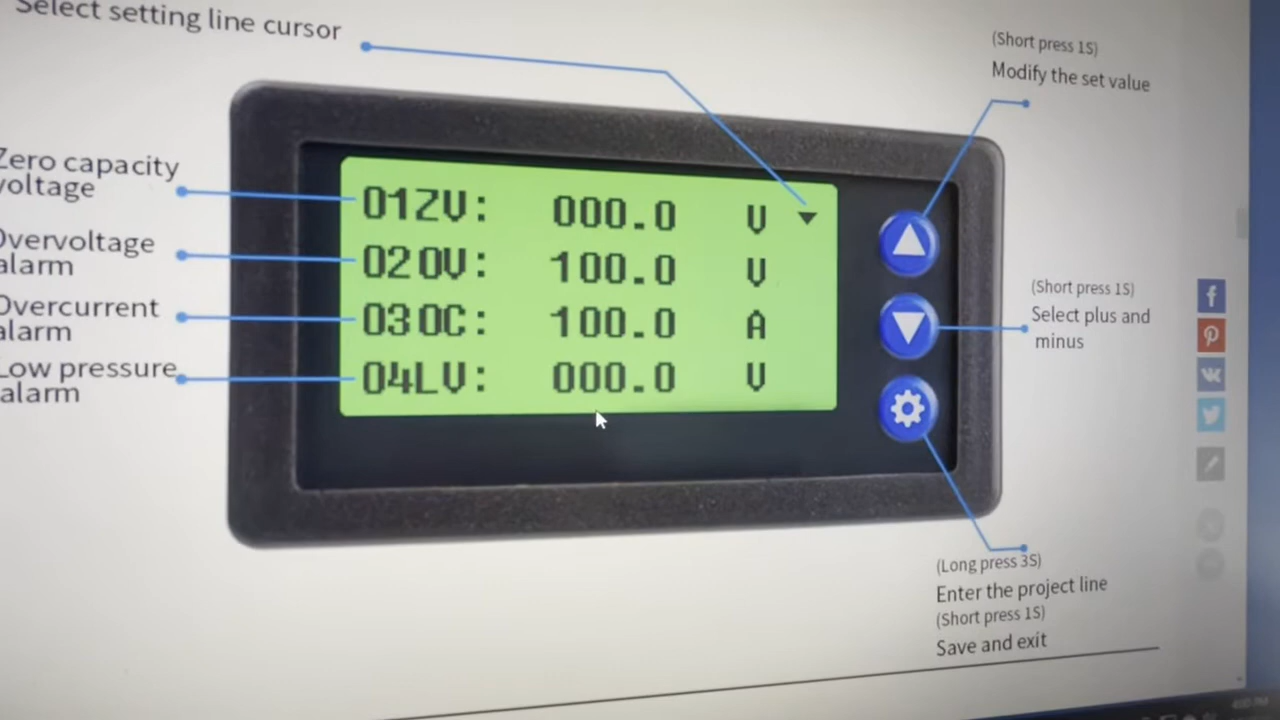 Select setting line cursor
(Short press 1S)
Modify the set value
Zero capacity
voltage
Overvoltage
alarm
Overcurrent
alarm
Low pressure
alarm
01ZV: 000.0 V
02OV: 100.0 V
03OC: 100.0 A
04LV: 000.0 V
(Short press 1S)
Select plus and
minus
(Long press 3S)
Enter the project line
(Short press 1S)
Save and exit